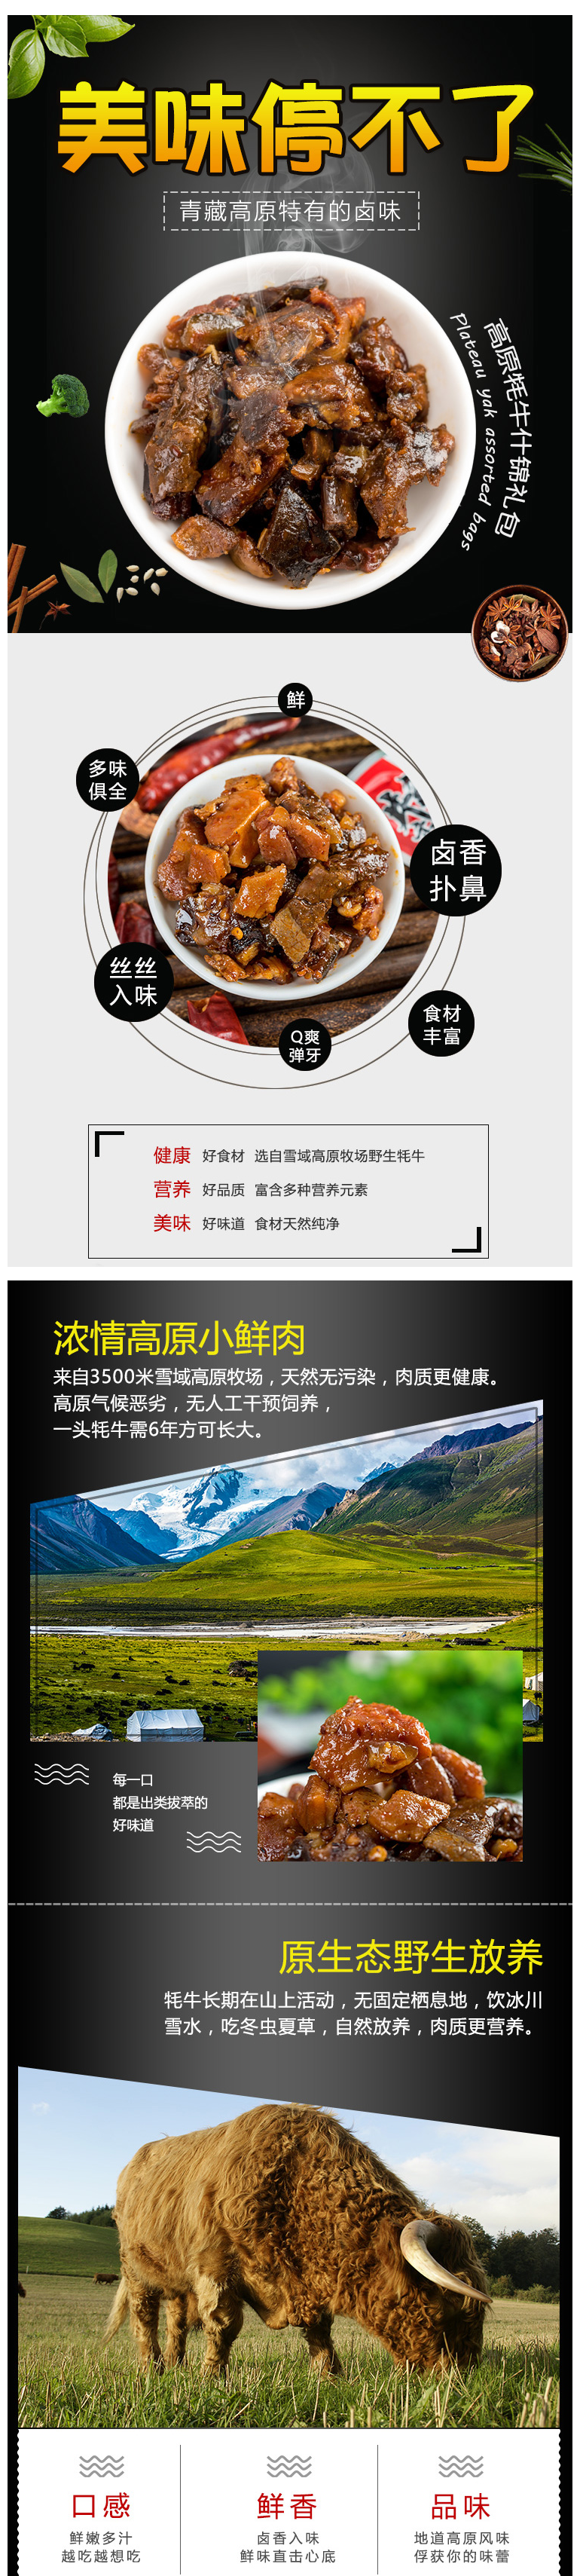 美味停不了
青藏高原特有的卤味
高原牦牛什锦礼包
Plateau yak assorted bags
鲜
多味
俱全
卤香
扑鼻
丝丝
入味
食材
丰富
Q爽
弹牙
健康 好食材 选自雪域高原牧场野生牦牛
营养 好品质 富含多种营养元素
美味 好味道 食材天然纯净
浓情高原小鲜肉
来自3500米雪域高原牧场，天然无污染，肉质更健康。
高原气候恶劣，无人工干预饲养，
一头牦牛需6年方可长大。
每一口
都是出类拔萃的
好味道
原生态野生放养
牦牛长期在山上活动，无固定栖息地，饮冰川
雪水，吃冬虫夏草，自然放养，肉质更营养。
口感
鲜嫩多汁
越吃越想吃
鲜香
卤香入味
鲜味直击心底
品味
地道高原风味
俘获你的味蕾